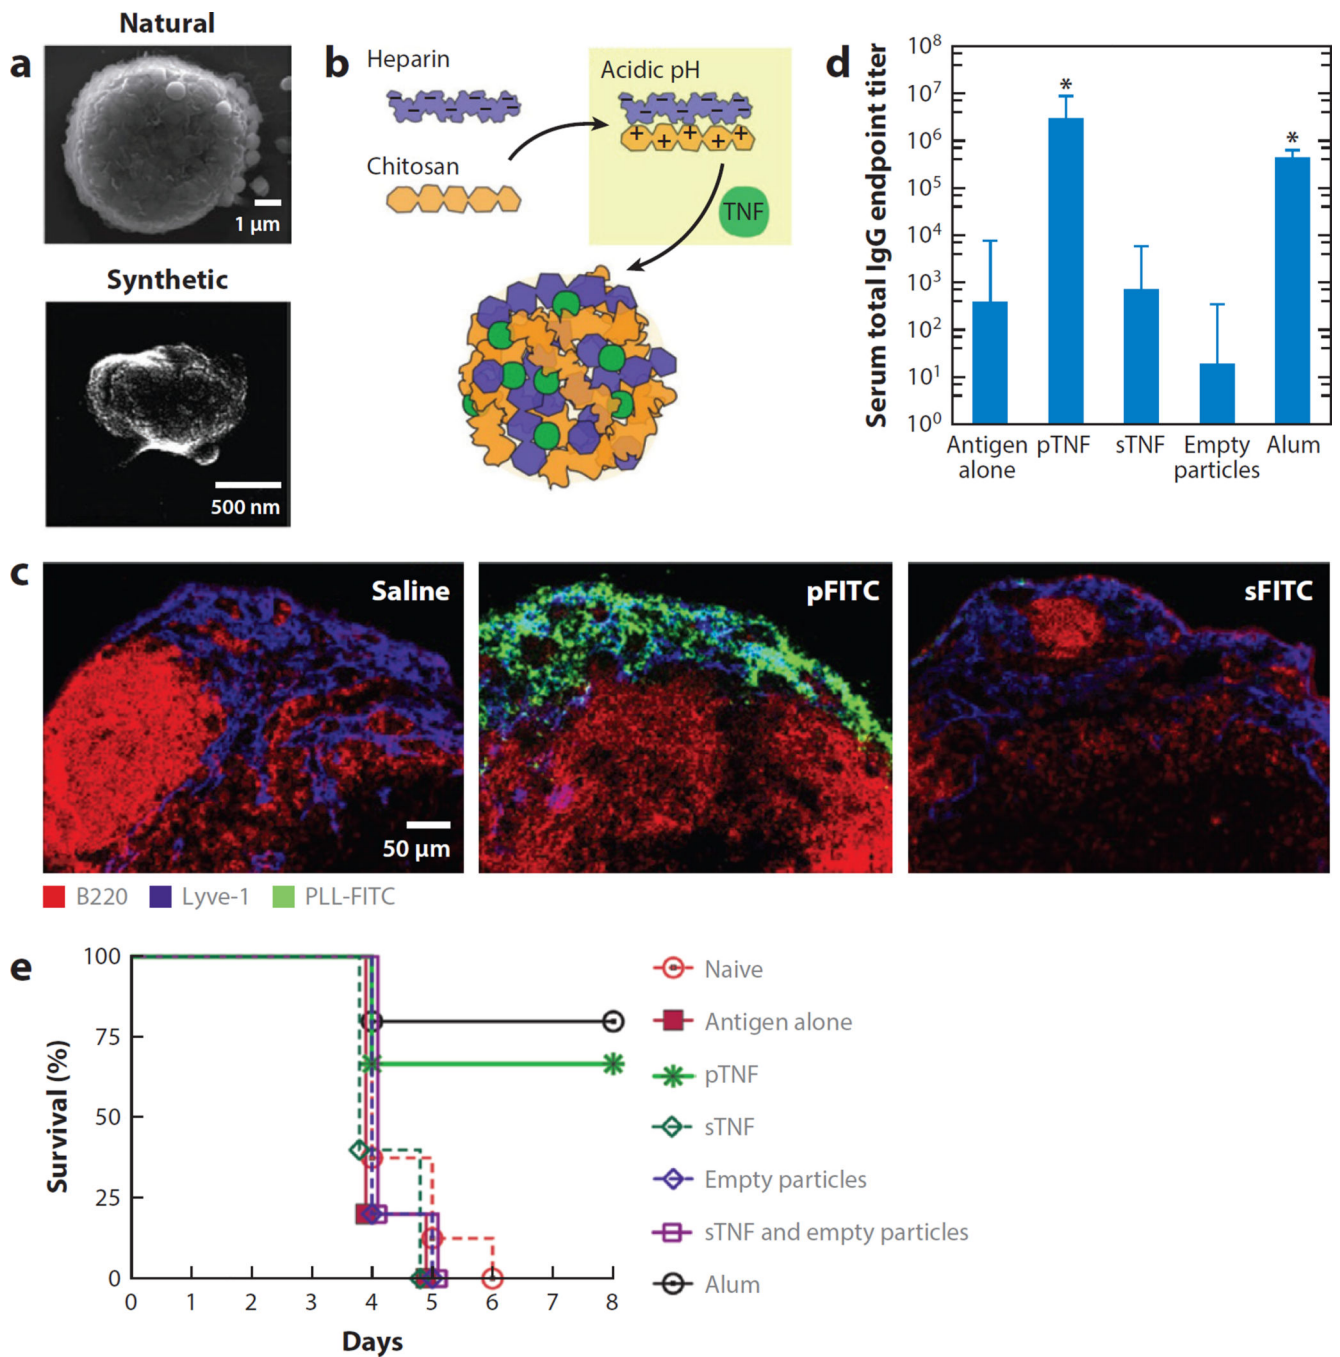 a
Natural
1 µm
Synthetic
500 nm
b
Heparin
Chitosan
Acidic pH
TNF
c
Saline
50 µm
pFITC
sFITC
B220
Lyve-1
PLL-FITC
d
Serum total IgG endpoint titer
10⁸
10⁷
10⁶
10⁵
10⁴
10³
10²
10¹
10⁰
*
*
Antigen
alone
pTNF
sTNF
Empty
particles
Alum
e
Survival (%)
100
75
50
25
0
0 1 2 3 4 5 6 7 8
Days
Naive
Antigen alone
pTNF
sTNF
Empty particles
sTNF and empty particles
Alum